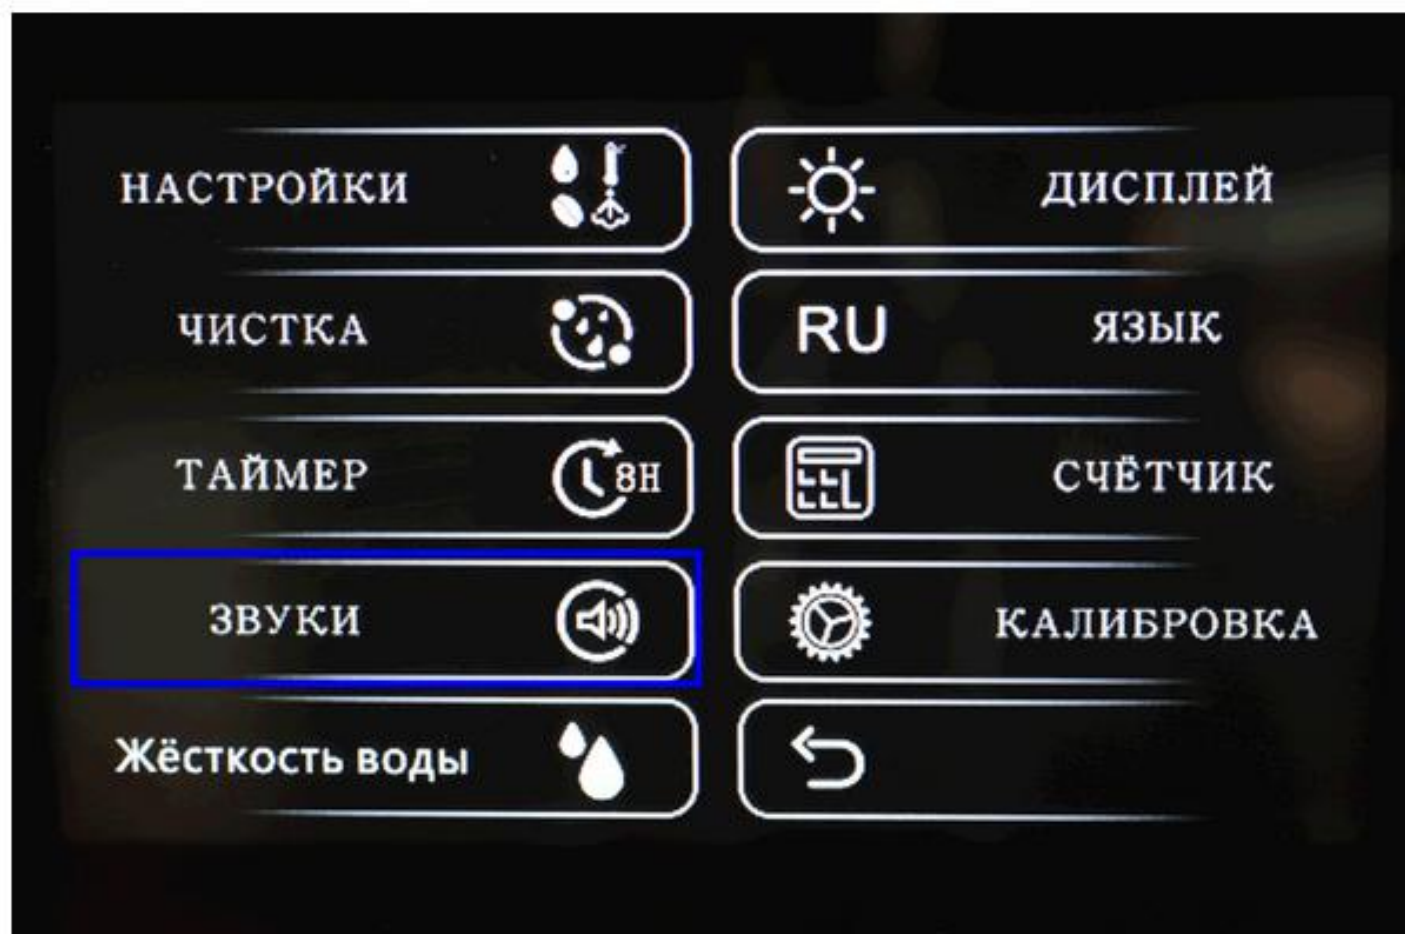 НАСТРОЙКИ
ДИСПЛЕЙ
ЧИСТКА
RU ЯЗЫК
ТАЙМЕР 8H
СЧЁТЧИК
ЗВУКИ
КАЛИБРОВКА
Жёсткость воды